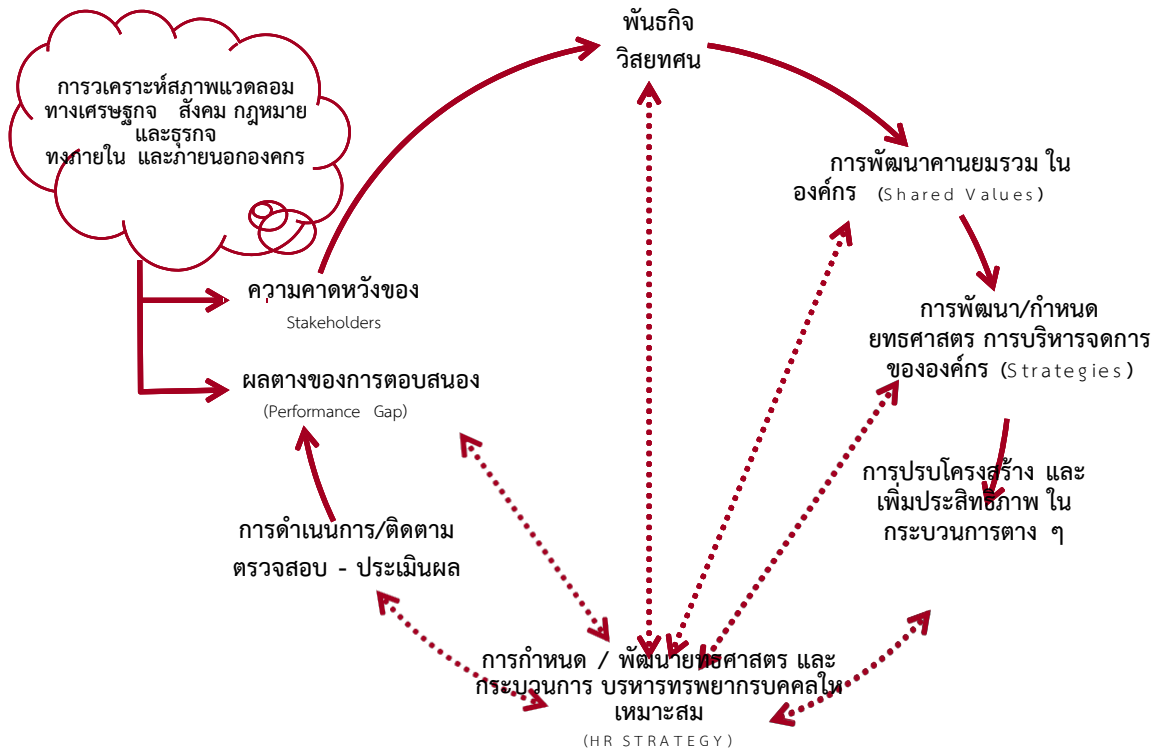 พันธกิจ
วิสยทศน
การวเคราะห์สภาพแวดลอม
ทางเศรษฐกจ สังคม กฎหมาย
และธุรกจ
ทงภายใน และภายนอกองคกร
การพัฒนาคานยมรวม ใน
องค์กร (Shared Values)
ความคาดหวังของ
Stakeholders
การพัฒนา/กำหนด
ยทธศาสตร การบริหารจดการ
ขององค์กร (Strategies)
ผลตางของการตอบสนอง
(Performance Gap)
การปรบโครงสร้าง และ
เพิ่มประสิทธิภาพ ใน
กระบวนการตาง ๆ
การดำเนนการ/ติดตาม
ตรวจสอบ - ประเมินผล
การกำหนด / พัฒนายทธศาสตร และ
กระบวนการ บรหารทรพยากรบคคลให
เหมาะสม
(HR STRATEGY)